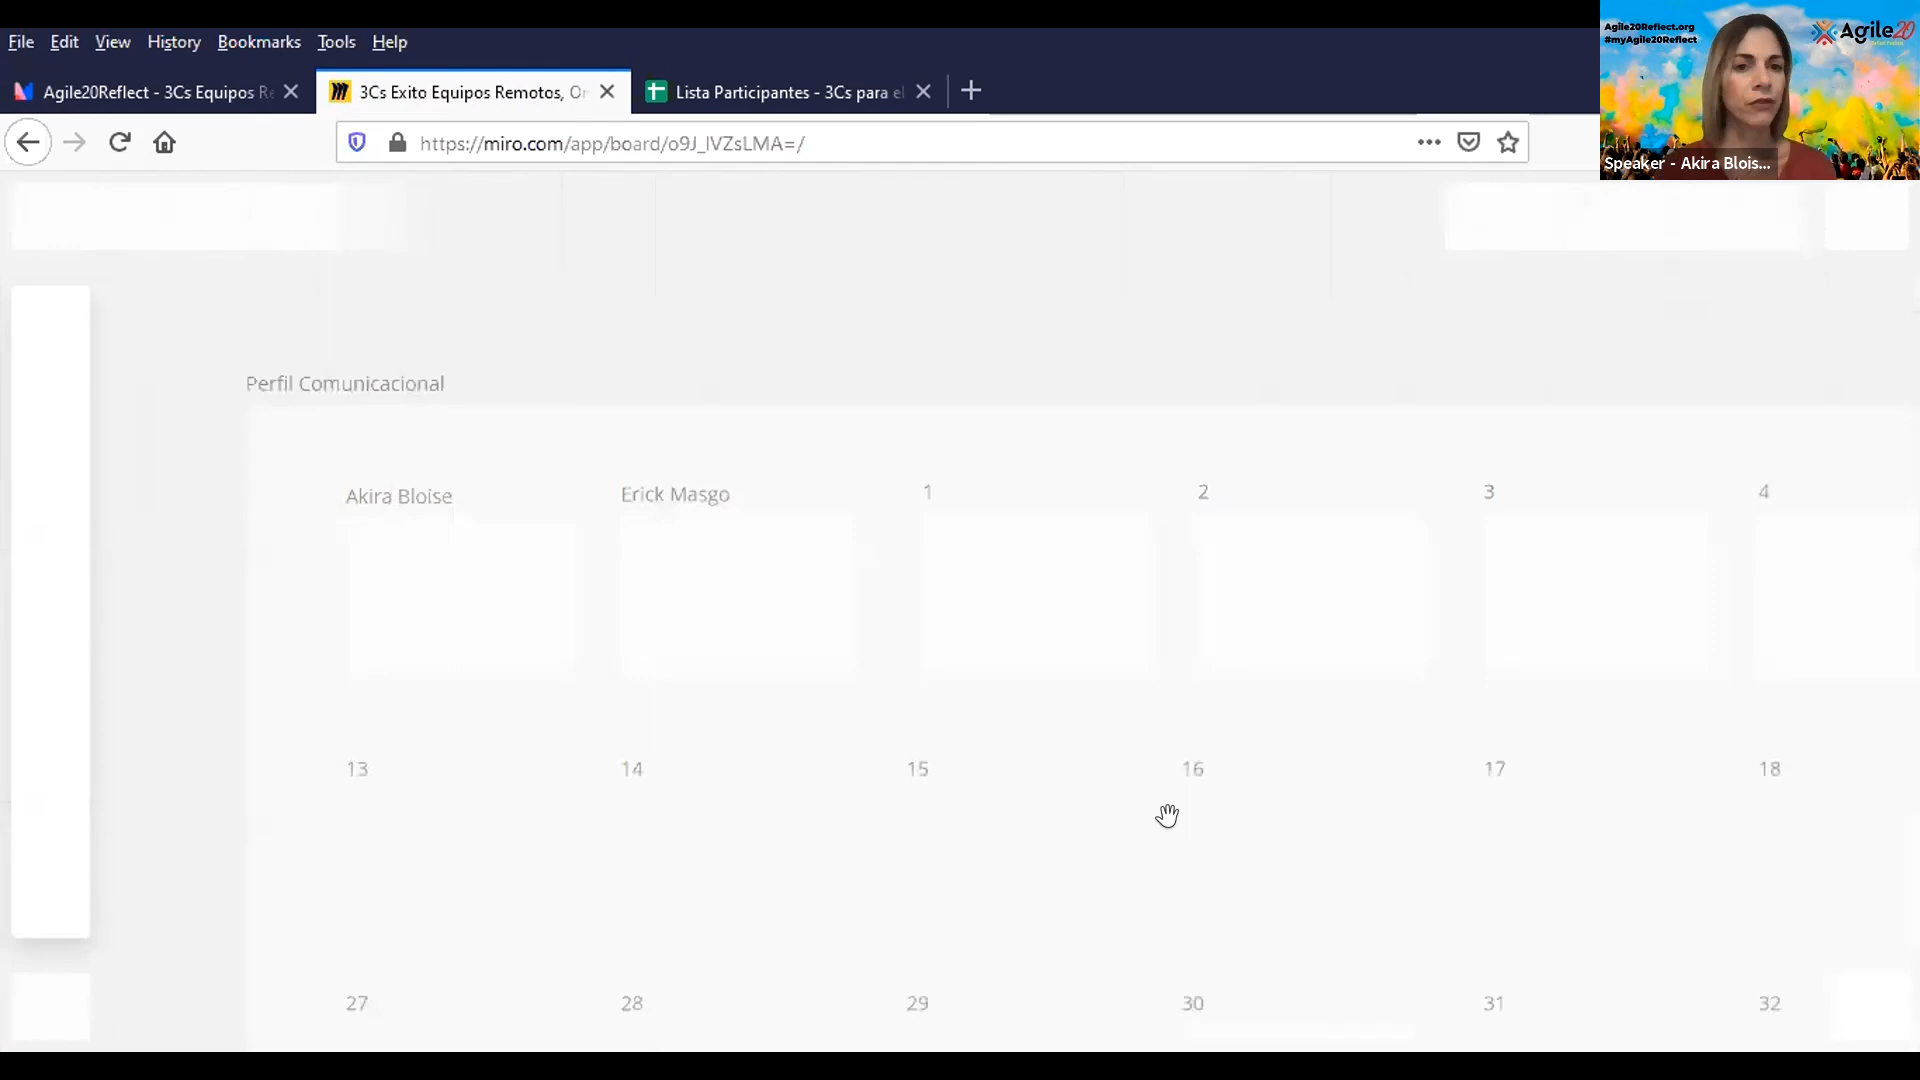 File Edit View History Bookmarks Tools Help
Agile20Reflect.org
#myAgile20Reflect
Agile20
Agile20Reflect - 3Cs Equipos Re
3Cs Exito Equipos Remotos, Or
Lista Participantes - 3Cs para el
https://miro.com/app/board/o9J_lVZsLMA=/
Speaker - Akira Blois...
Perfil Comunicacional
Akira Bloise Erick Masgo 1 2 3 4
13 14 15 16 17 18
27 28 29 30 31 32